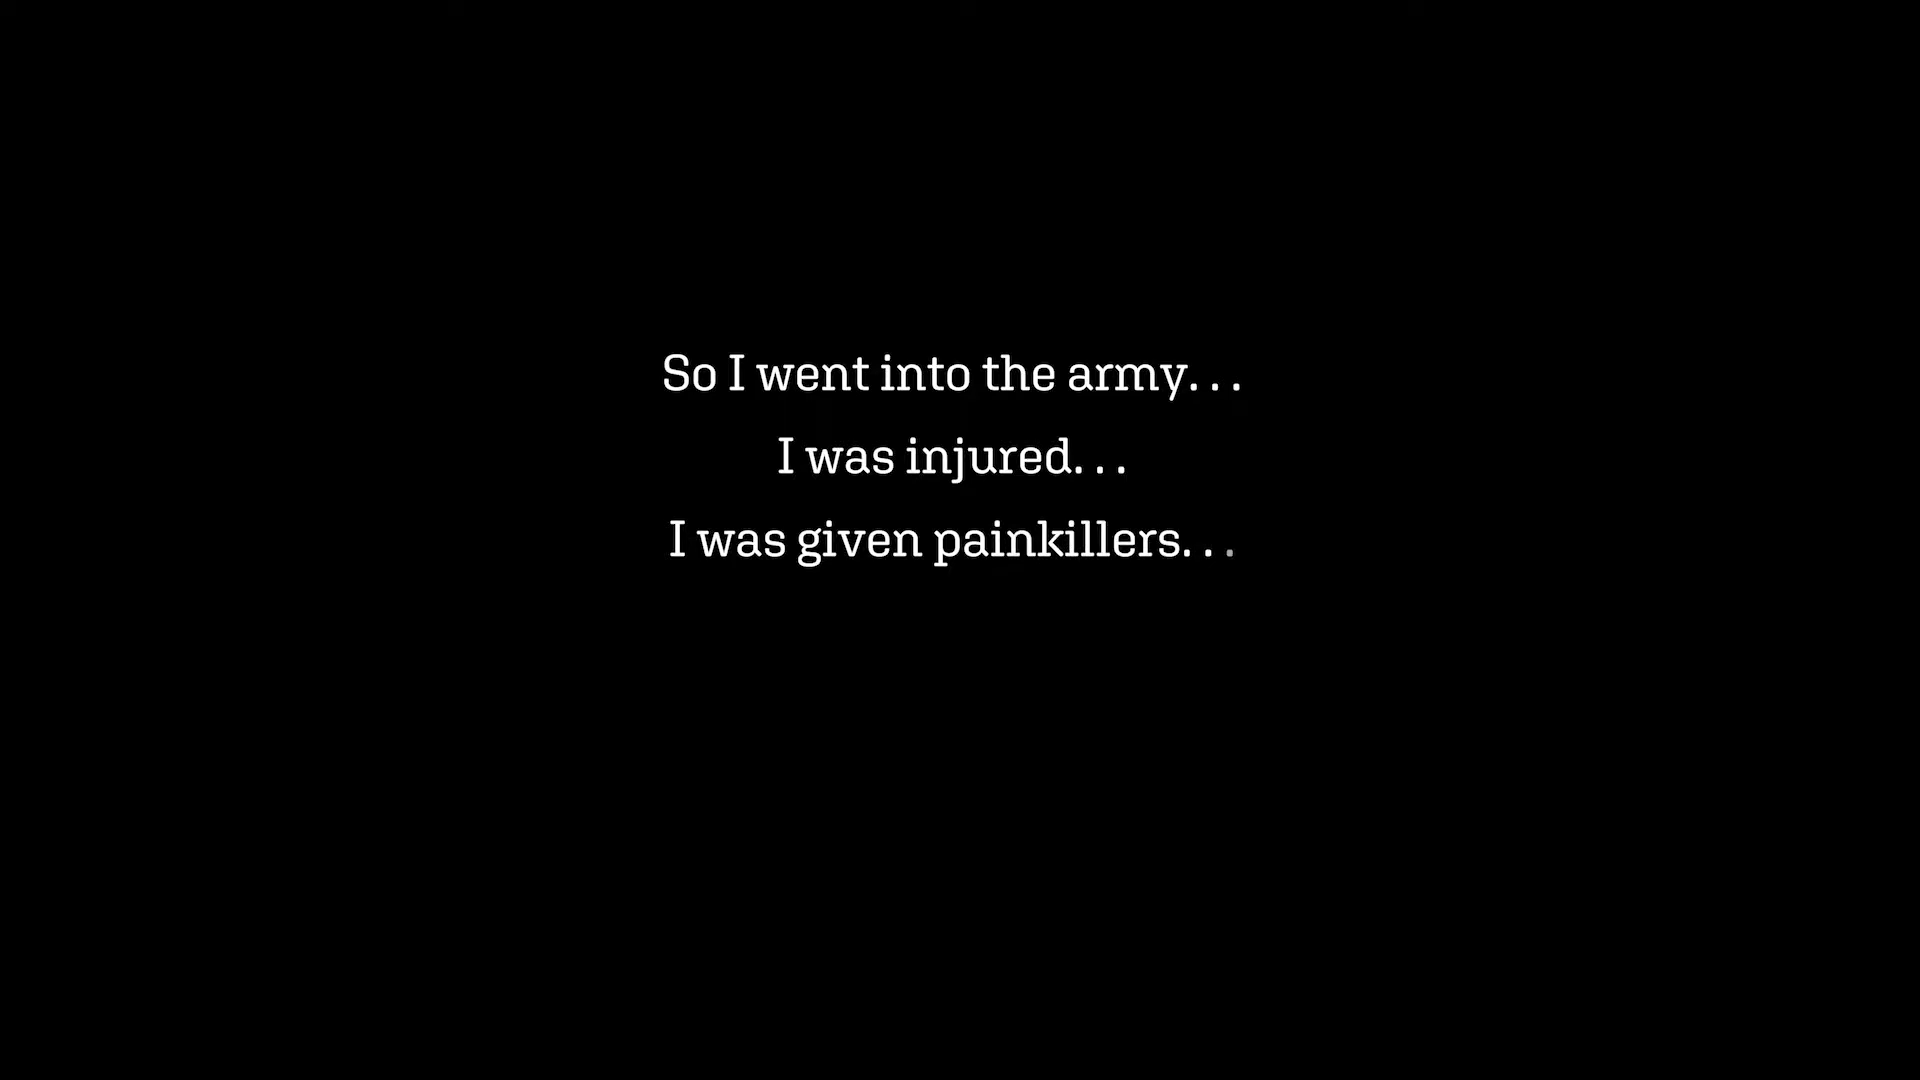 So I went into the army. . .
I was injured. . .
I was given painkillers. . .